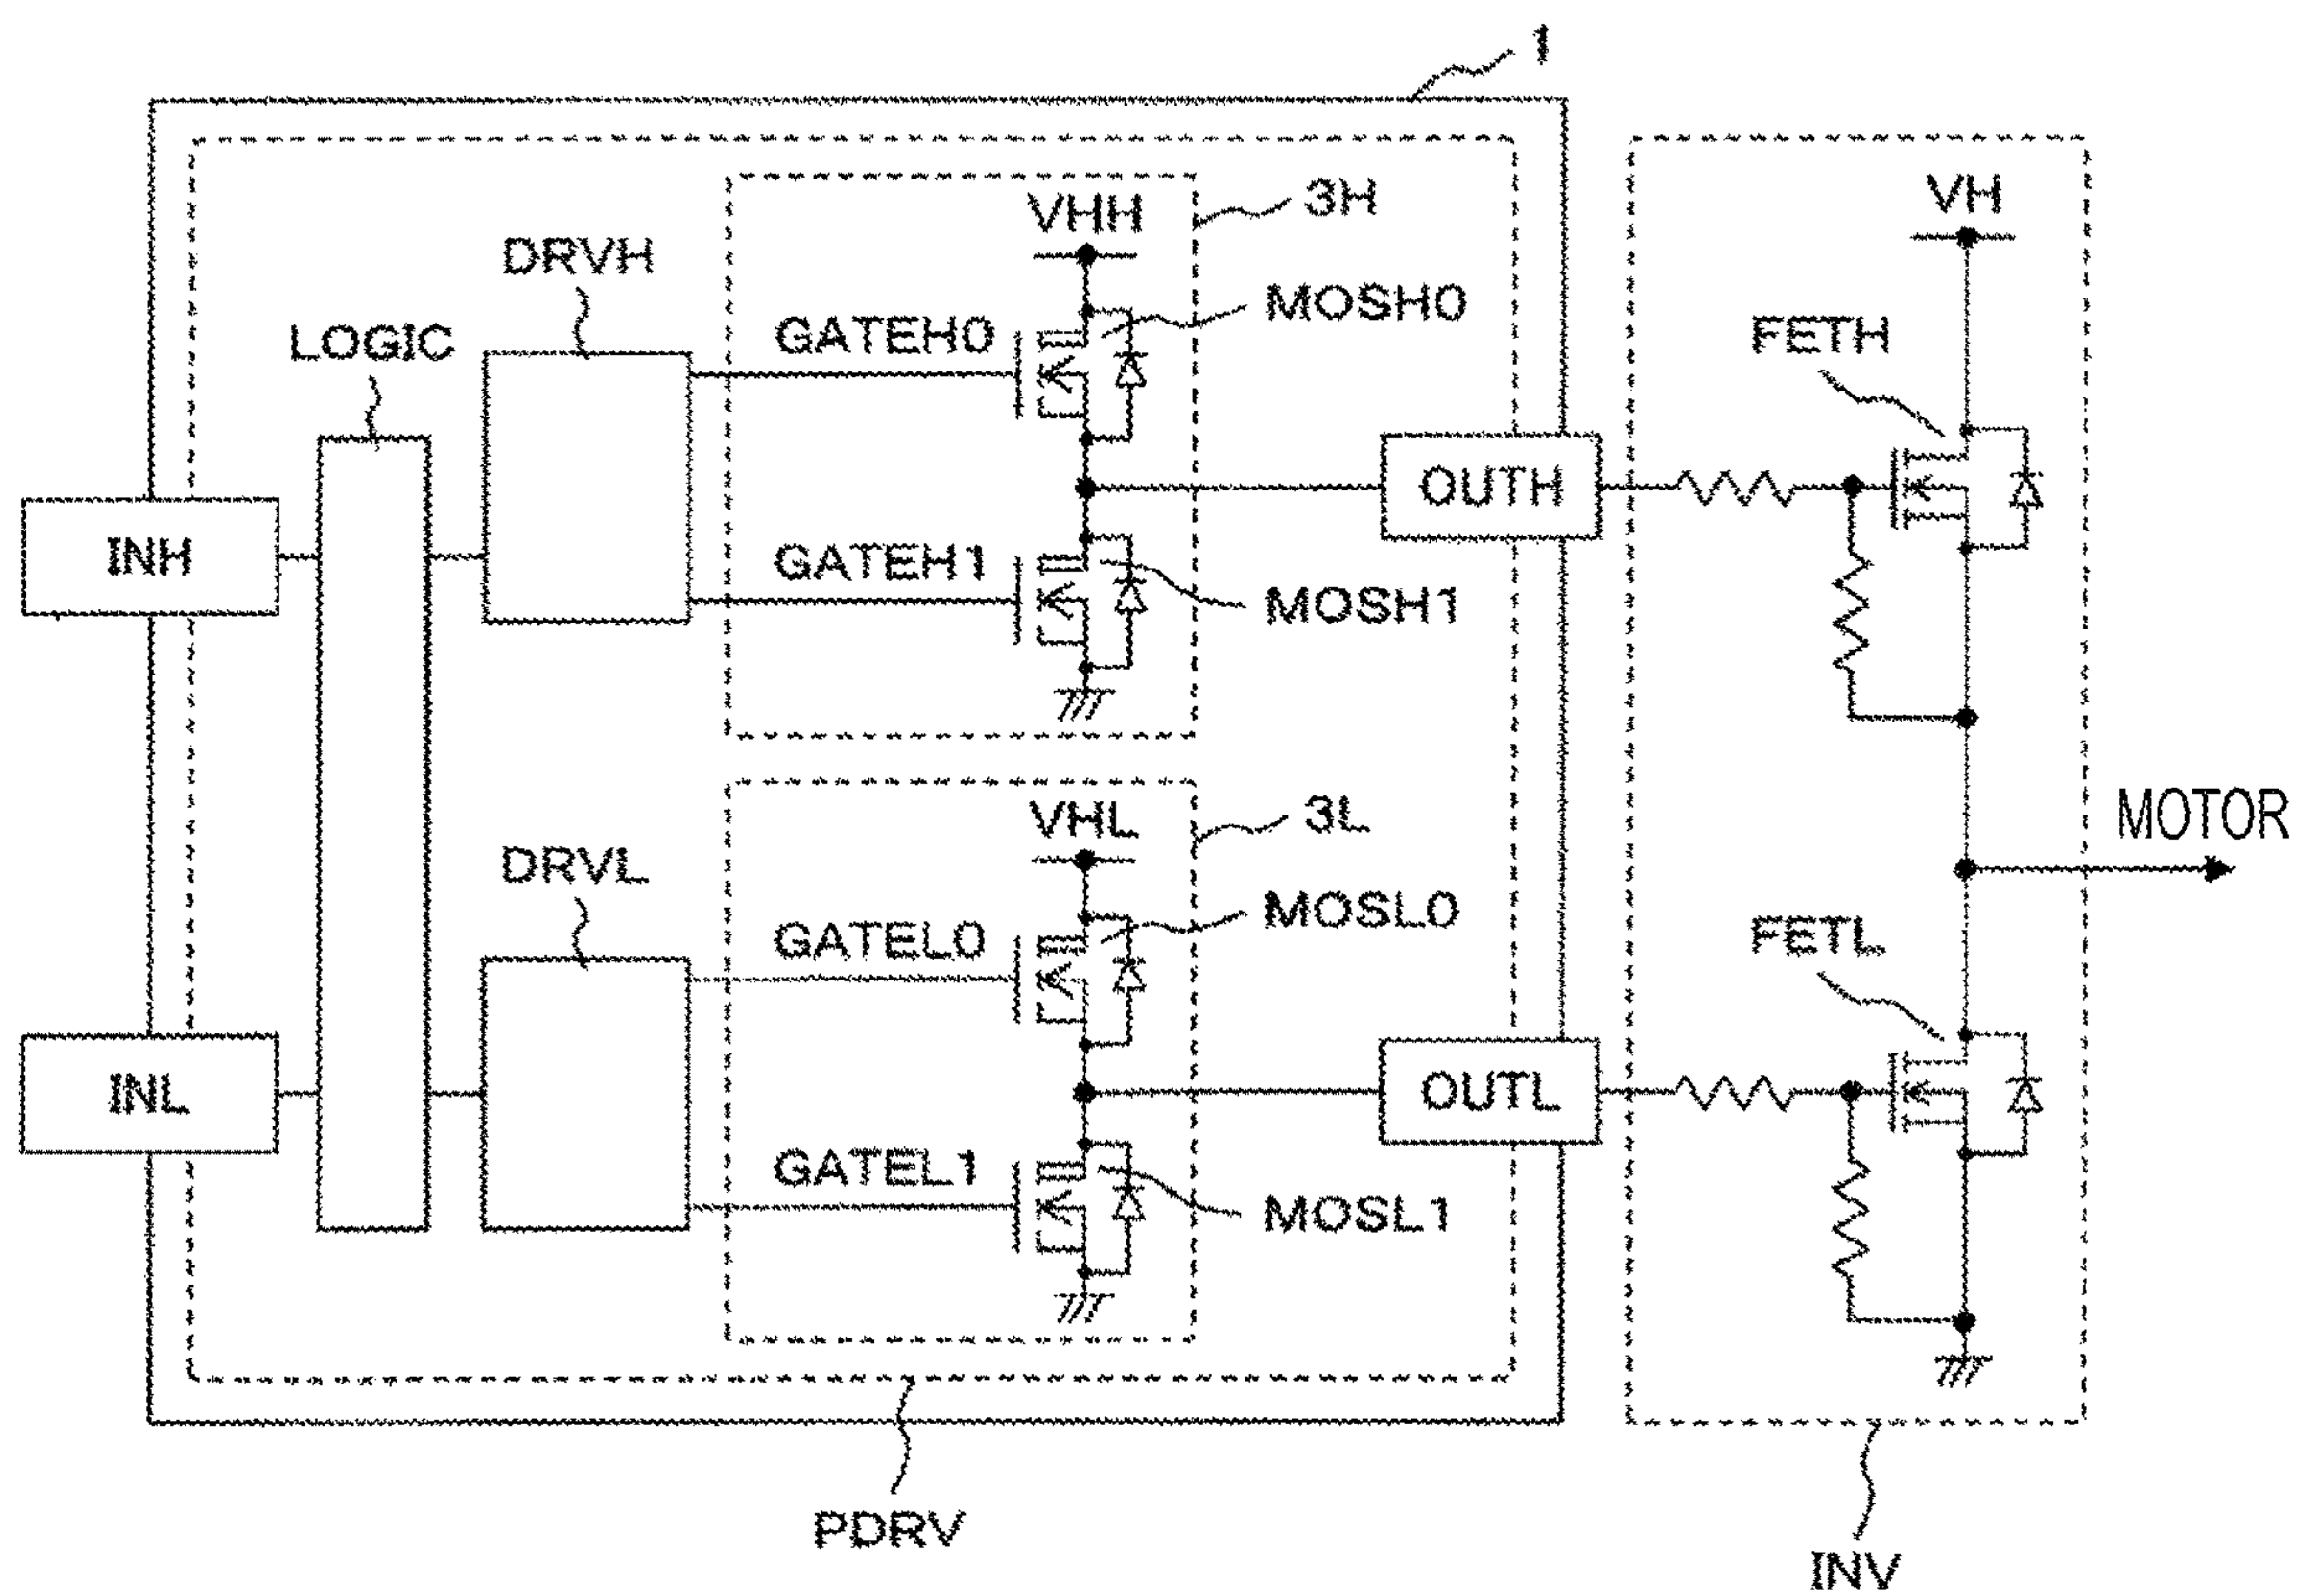 1
VHH
3H
VH
DRVH
MOSH0
LOGIC
GATEH0
FETH
OUTH
INH
GATEH1
MOSH1
MOTOR
VHL
3L
DRVL
MOSL0
GATEL0
FETL
INL
OUTL
GATEL1
MOSL1
PDRV
INV